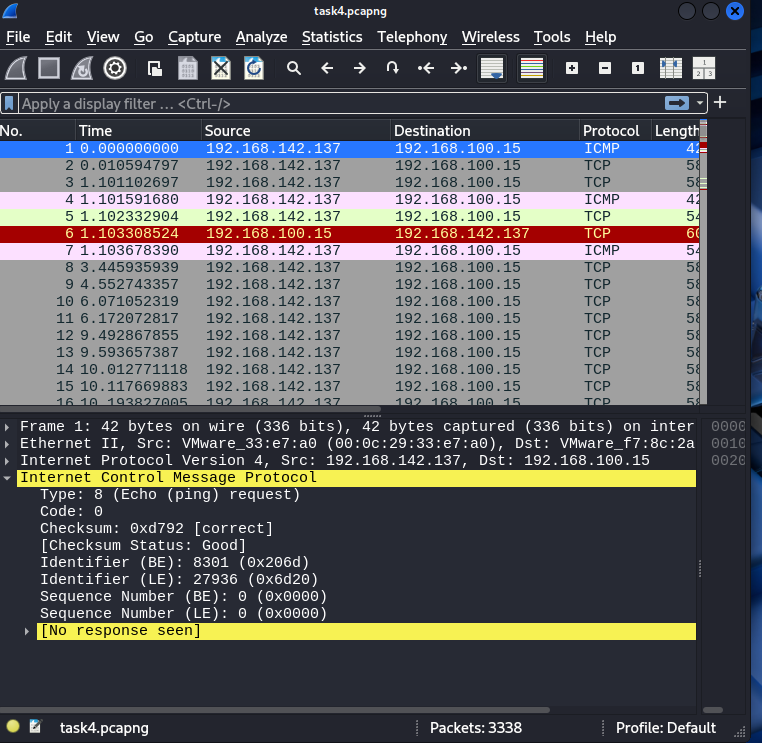 task4.pcapng
File Edit View Go Capture Analyze Statistics Telephony Wireless Tools Help
Apply a display filter ... <Ctrl-/>
No. Time Source Destination Protocol Length
1 0.000000000 192.168.142.137 192.168.100.15 ICMP 42
2 0.010594797 192.168.142.137 192.168.100.15 TCP 58
3 1.101102697 192.168.142.137 192.168.100.15 TCP 58
4 1.101591680 192.168.142.137 192.168.100.15 ICMP 42
5 1.102332904 192.168.142.137 192.168.100.15 TCP 54
6 1.103308524 192.168.100.15 192.168.142.137 TCP 60
7 1.103678390 192.168.142.137 192.168.100.15 ICMP 54
8 3.445935939 192.168.142.137 192.168.100.15 TCP 58
9 4.552743357 192.168.142.137 192.168.100.15 TCP 58
10 6.071052319 192.168.142.137 192.168.100.15 TCP 58
11 6.172072817 192.168.142.137 192.168.100.15 TCP 58
12 9.492867855 192.168.142.137 192.168.100.15 TCP 58
13 9.593657387 192.168.142.137 192.168.100.15 TCP 58
14 10.012771118 192.168.142.137 192.168.100.15 TCP 58
15 10.117669883 192.168.142.137 192.168.100.15 TCP 58
16 10.193827005 192.168.142.137 192.168.100.15 TCP 58
Frame 1: 42 bytes on wire (336 bits), 42 bytes captured (336 bits) on inter 0000
Ethernet II, Src: VMware_33:e7:a0 (00:0c:29:33:e7:a0), Dst: VMware_f7:8c:2a 0010
Internet Protocol Version 4, Src: 192.168.142.137, Dst: 192.168.100.15 0020
Internet Control Message Protocol
Type: 8 (Echo (ping) request)
Code: 0
Checksum: 0xd792 [correct]
[Checksum Status: Good]
Identifier (BE): 8301 (0x206d)
Identifier (LE): 27936 (0x6d20)
Sequence Number (BE): 0 (0x0000)
Sequence Number (LE): 0 (0x0000)
[No response seen]
task4.pcapng Packets: 3338 Profile: Default